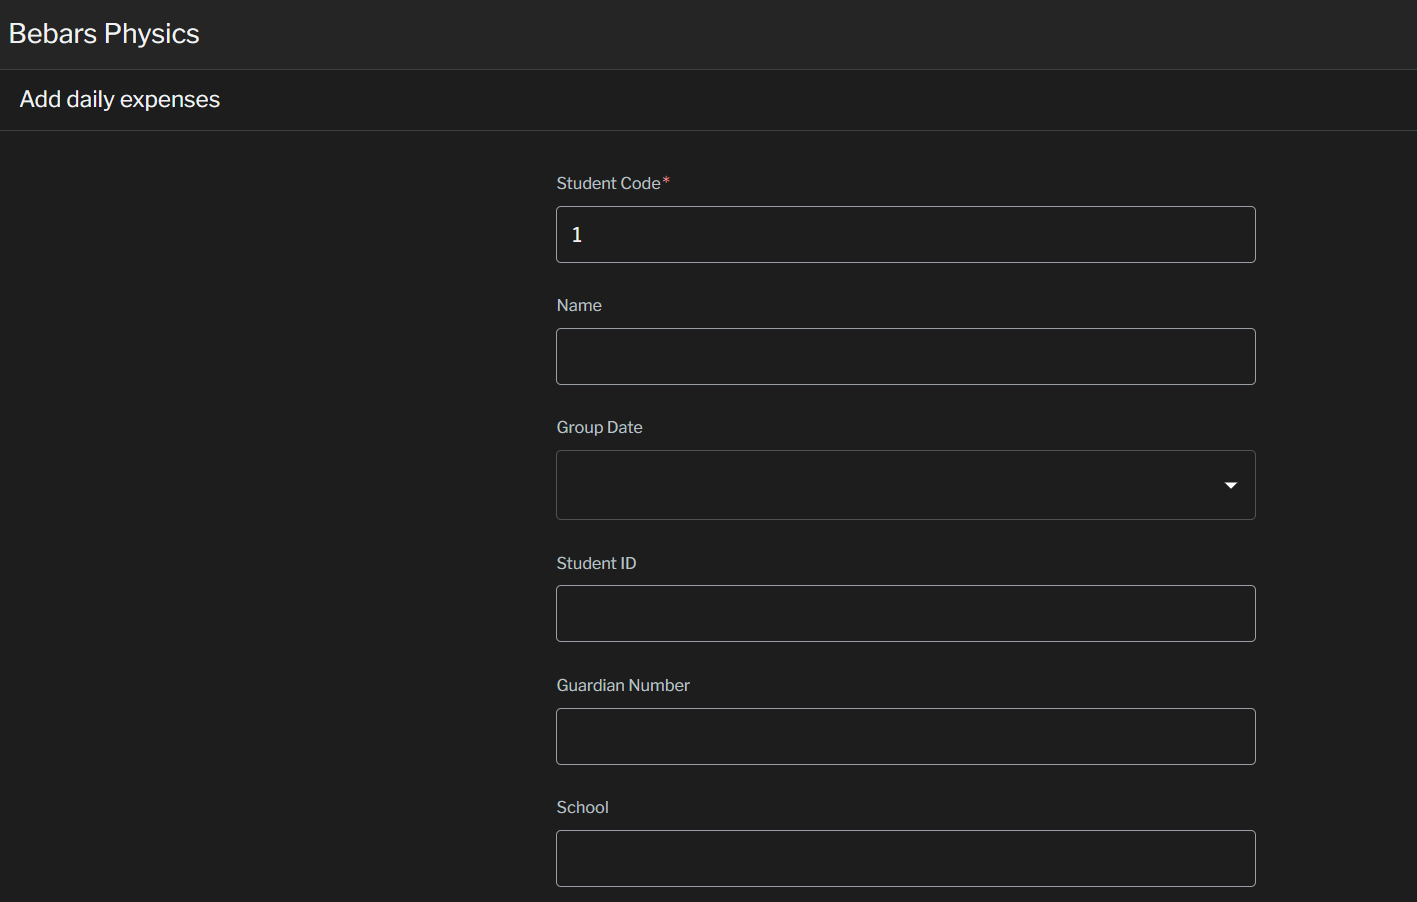 Bebars Physics
Add daily expenses
Student Code*
1
Name
Group Date
Student ID
Guardian Number
School